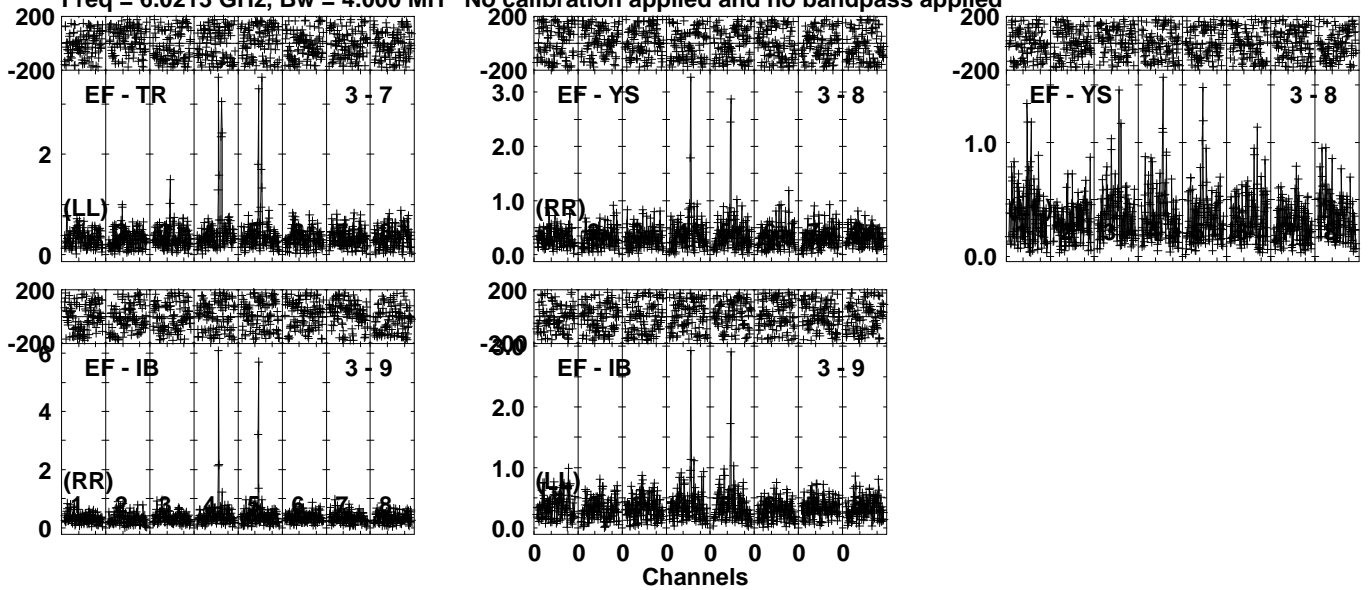 Freq = 6.0213 GHz, Bw = 4.000 MH No calibration applied and no bandpass applied
200
-200
EF - TR
3 - 7
2
(LL)
0
200
-200
EF - YS
3 - 8
3.0
2.0
1.0
(RR)
0.0
200
-200
EF - YS
3 - 8
1.0
0.0
200
-200
6
EF - IB
3 - 9
4
2
(RR)
1 2 3 4 5 6 7 8
0
200
-200
3.0
EF - IB
3 - 9
2.0
1.0
(LL)
0.0
0 0 0 0 0 0 0 0
Channels